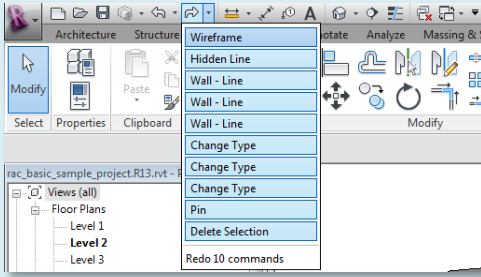 Architecture Structure Wireframe otate Analyze Massing &
Hidden Line
Wall - Line
Wall - Line
Wall - Line
Change Type
Change Type
Change Type
Pin
Delete Selection
Redo 10 commands
Modify
Paste
Select Properties Clipboard
Modify
rac_basic_sample_project.R13.rvt -
Views (all)
Floor Plans
Level 1
Level 2
Level 3